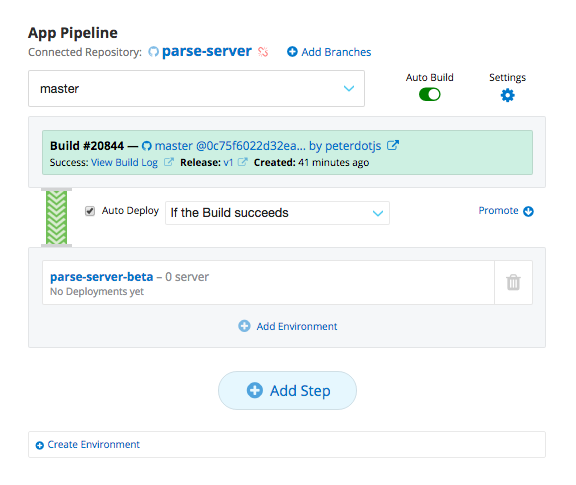 App Pipeline
Connected Repository: parse-server Add Branches
master
Auto Build
Settings
Build #20844 — master @0c75f6022d32ea... by peterdotjs
Success: View Build Log Release: v1 Created: 41 minutes ago
Auto Deploy If the Build succeeds Promote
parse-server-beta – 0 server
No Deployments yet
Add Environment
Add Step
Create Environment